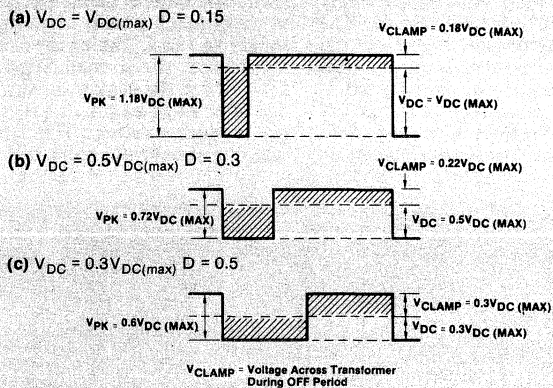 (a) V_DC = V_DC(max) D = 0.15
V_CLAMP = 0.18V_DC (MAX)
V_PK = 1.18V_DC (MAX)
V_DC = V_DC (MAX)
(b) V_DC = 0.5V_DC(max) D = 0.3
V_CLAMP = 0.22V_DC (MAX)
V_PK = 0.72V_DC (MAX)
V_DC = 0.5V_DC (MAX)
(c) V_DC = 0.3V_DC(max) D = 0.5
V_CLAMP = 0.3V_DC (MAX)
V_PK = 0.6V_DC (MAX)
V_DC = 0.3V_DC (MAX)
V_CLAMP = Voltage Across Transformer
During OFF Period